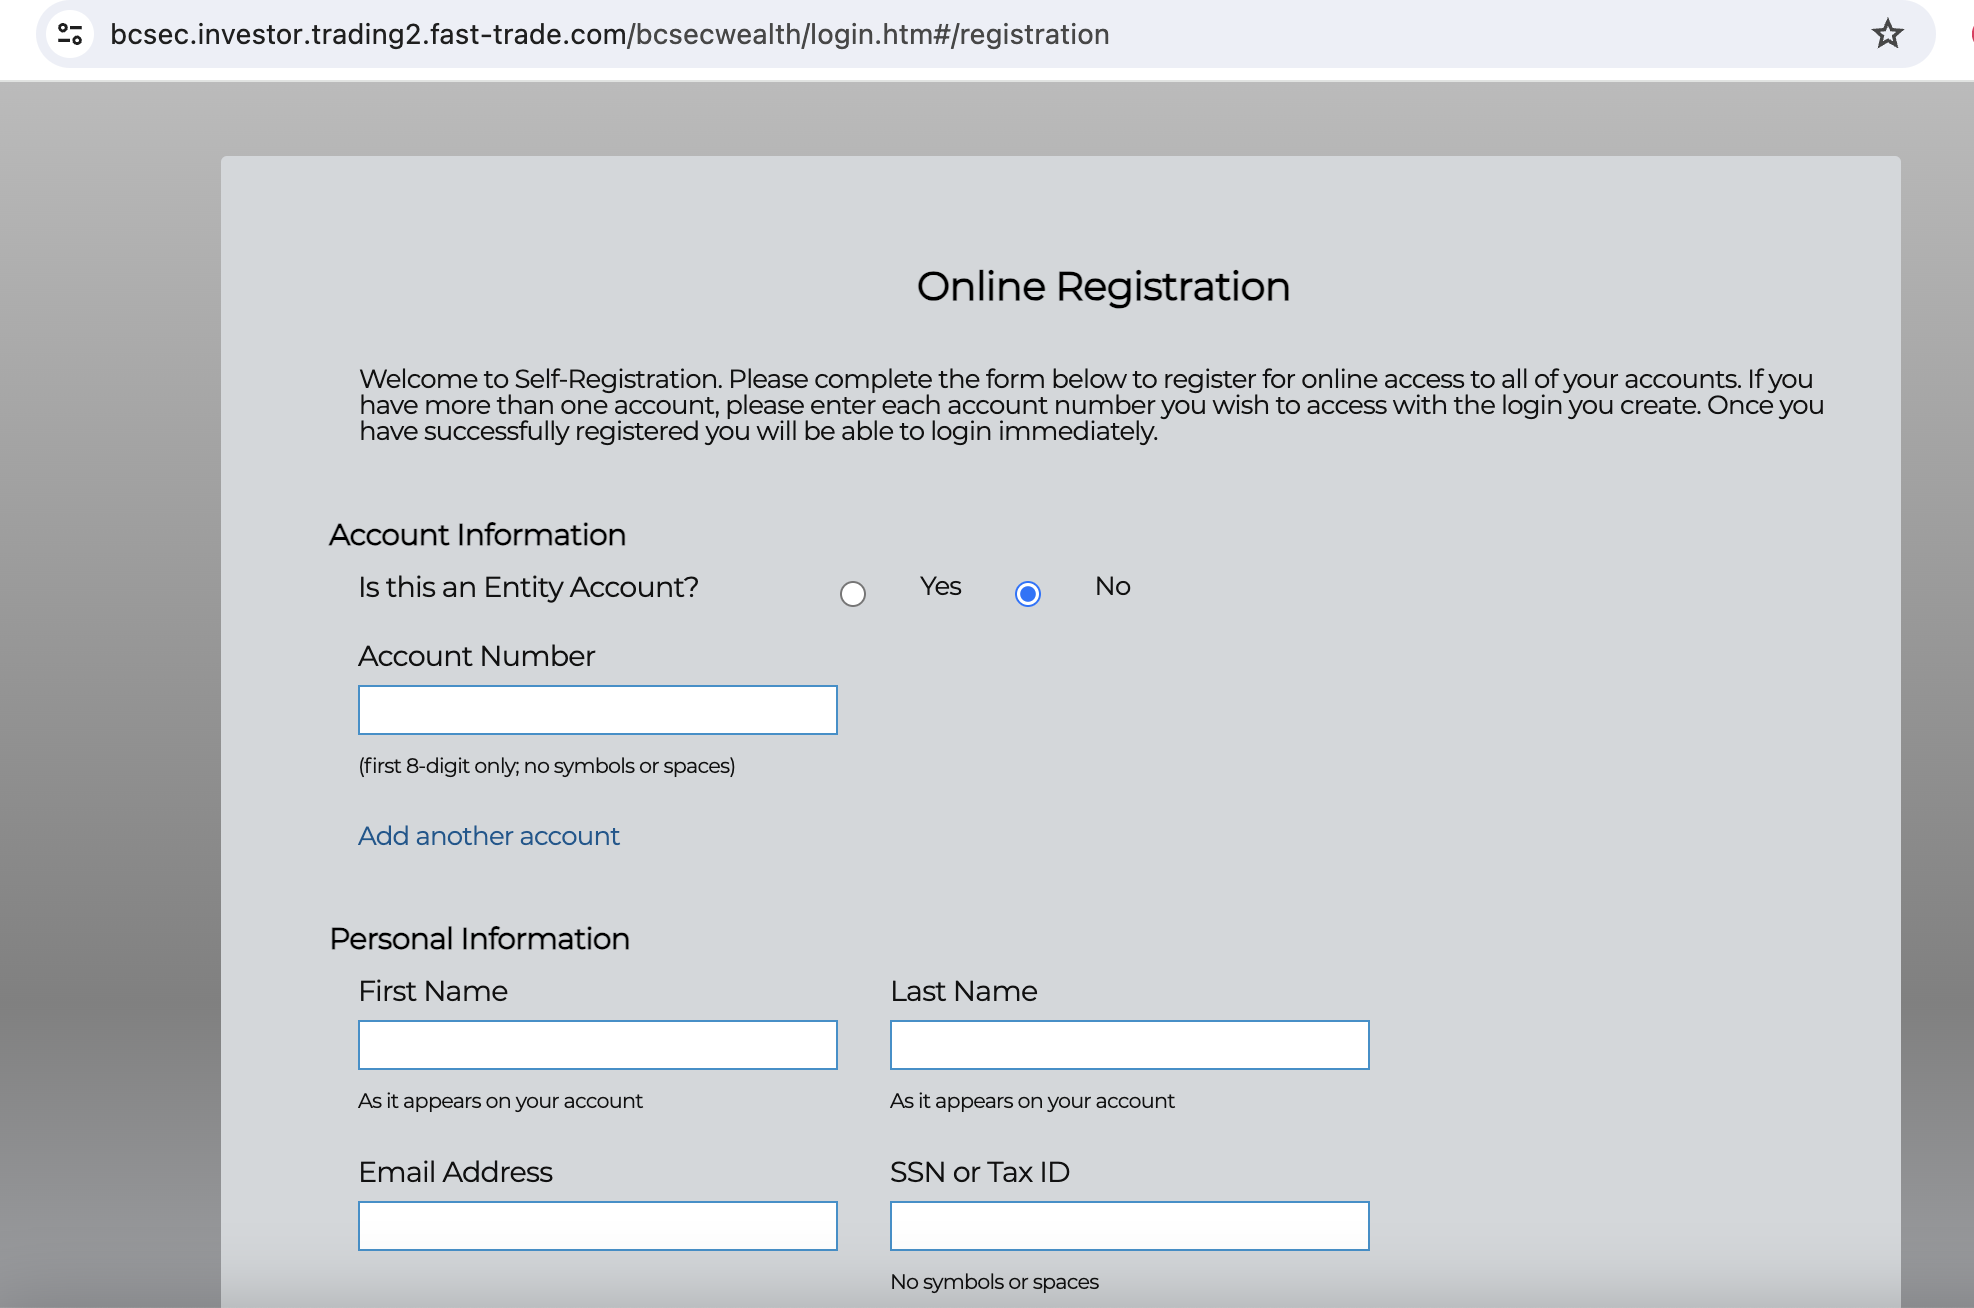 bcsec.investor.trading2.fast-trade.com/bcsecwealth/login.htm#/registration
Online Registration
Welcome to Self-Registration. Please complete the form below to register for online access to all of your accounts. If you
have more than one account, please enter each account number you wish to access with the login you create. Once you
have successfully registered you will be able to login immediately.
Account Information
Is this an Entity Account? Yes No
Account Number
(first 8-digit only; no symbols or spaces)
Add another account
Personal Information
First Name Last Name
As it appears on your account As it appears on your account
Email Address SSN or Tax ID
No symbols or spaces